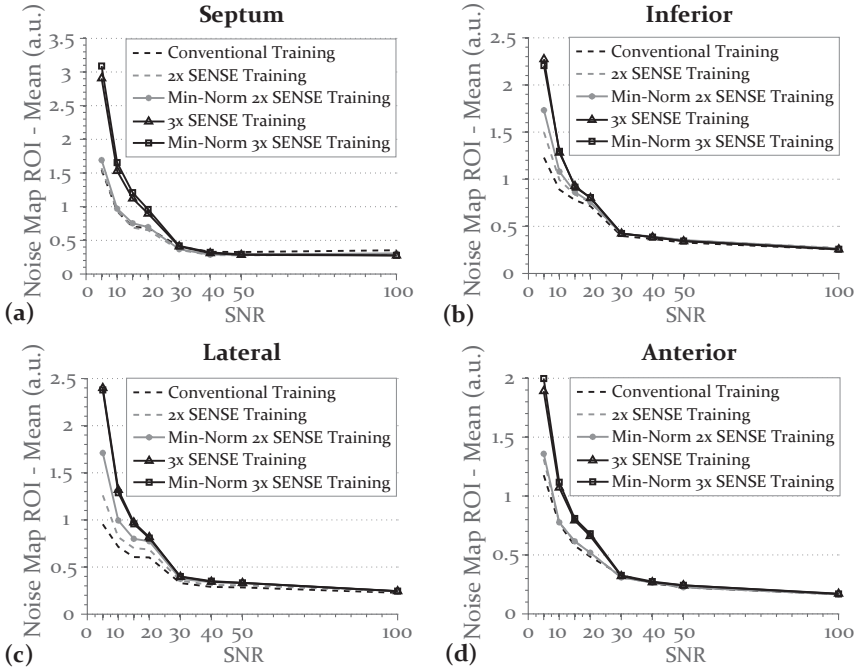 Septum
Noise Map ROI - Mean (a.u.)
3.5
3
2.5
2
1.5
1
0.5
0
Conventional Training
2x SENSE Training
Min-Norm 2x SENSE Training
3x SENSE Training
Min-Norm 3x SENSE Training
0 10 20 30 40 50 100
SNR
(a)
Inferior
Noise Map ROI - Mean (a.u.)
2.5
2
1.5
1
0.5
0
Conventional Training
2x SENSE Training
Min-Norm 2x SENSE Training
3x SENSE Training
Min-Norm 3x SENSE Training
0 10 20 30 40 50 100
SNR
(b)
Lateral
Noise Map ROI - Mean (a.u.)
2.5
2
1.5
1
0.5
0
Conventional Training
2x SENSE Training
Min-Norm 2x SENSE Training
3x SENSE Training
Min-Norm 3x SENSE Training
0 10 20 30 40 50 100
SNR
(c)
Anterior
Noise Map ROI - Mean (a.u.)
2
1.5
1
0.5
0
Conventional Training
2x SENSE Training
Min-Norm 2x SENSE Training
3x SENSE Training
Min-Norm 3x SENSE Training
0 10 20 30 40 50 100
SNR
(d)